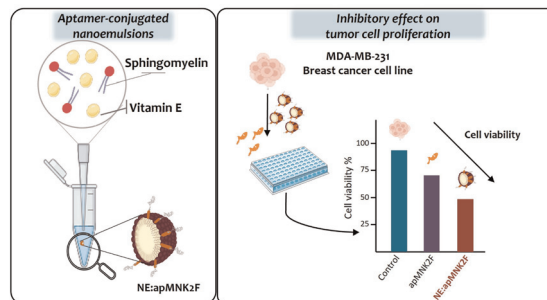 Aptamer-conjugated
nanoemulsions
Sphingomyelin
Vitamin E
NE:apMNK2F
Inhibitory effect on
tumor cell proliferation
MDA-MB-231
Breast cancer cell line
Cell viability
Cell viability %
100
75
50
25
Control
apMNK2F
NE:apMNK2F